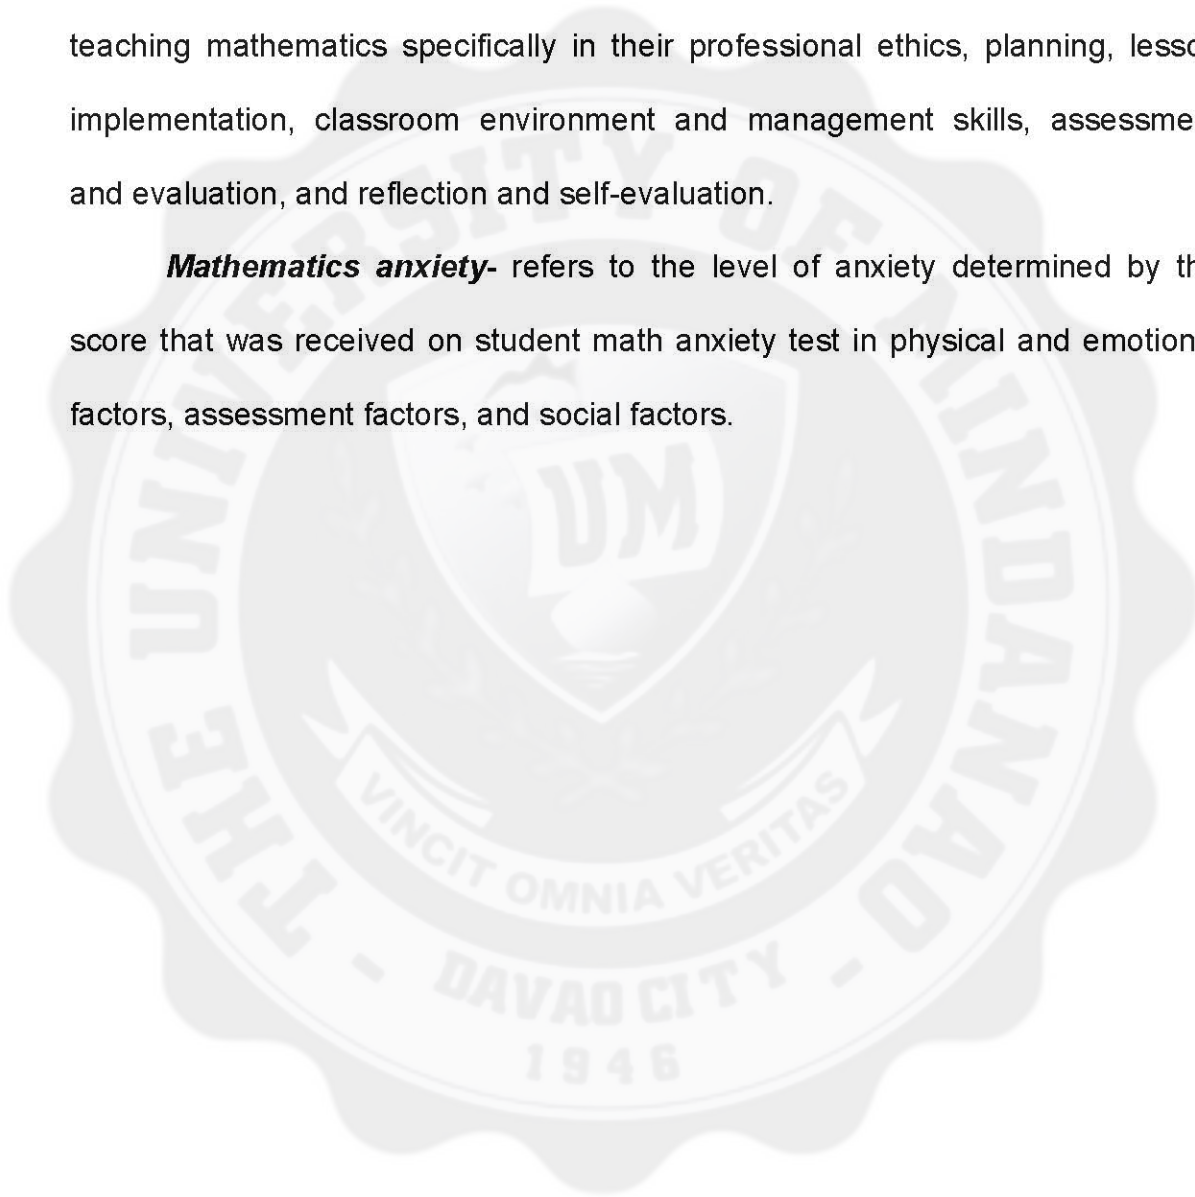 teaching mathematics specifically in their professional ethics, planning, lesso
implementation, classroom environment and management skills, assessme
and evaluation, and reflection and self-evaluation.
Mathematics anxiety- refers to the level of anxiety determined by th
score that was received on student math anxiety test in physical and emotion
factors, assessment factors, and social factors.
THE UNIVERSITY OF MINDANAO
UM
VINCIT OMNIA VERITAS
- DAVAO CITY -
1946